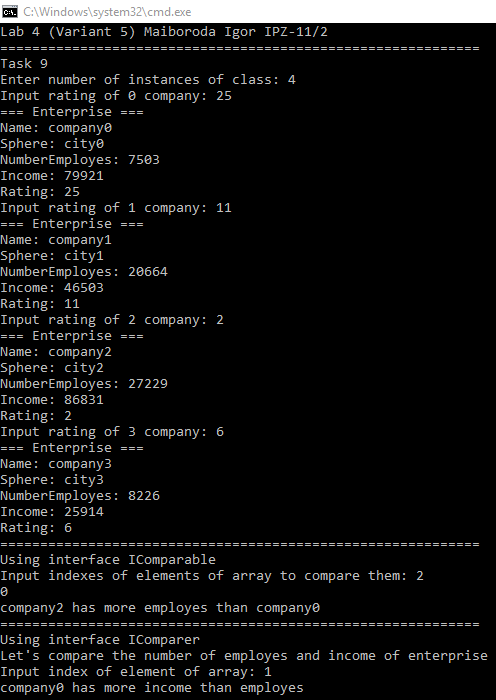 C:\Windows\system32\cmd.exe
Lab 4 (Variant 5) Maiboroda Igor IPZ-11/2
============================================================
Task 9
Enter number of instances of class: 4
Input rating of 0 company: 25
=== Enterprise ===
Name: company0
Sphere: city0
NumberEmployes: 7503
Income: 79921
Rating: 25
Input rating of 1 company: 11
=== Enterprise ===
Name: company1
Sphere: city1
NumberEmployes: 20664
Income: 46503
Rating: 11
Input rating of 2 company: 2
=== Enterprise ===
Name: company2
Sphere: city2
NumberEmployes: 27229
Income: 86831
Rating: 2
Input rating of 3 company: 6
=== Enterprise ===
Name: company3
Sphere: city3
NumberEmployes: 8226
Income: 25914
Rating: 6
============================================================
Using interface IComparable
Input indexes of elements of array to compare them: 2
0
company2 has more employes than company0
============================================================
Using interface IComparer
Let's compare the number of employes and income of enterprise
Input index of element of array: 1
company0 has more income than employes